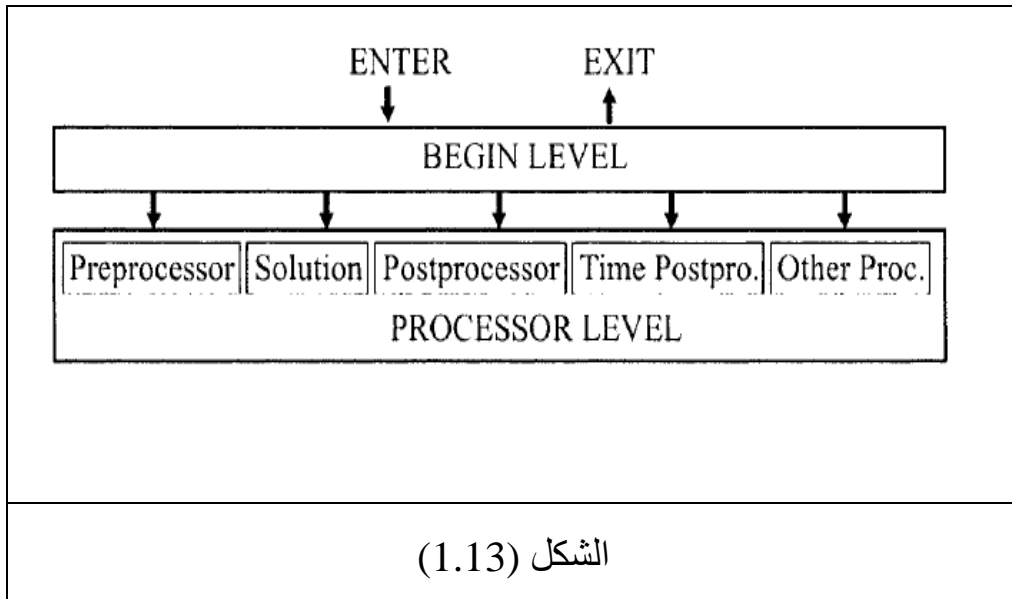 ENTER EXIT
BEGIN LEVEL
Preprocessor Solution Postprocessor Time Postpro. Other Proc.
PROCESSOR LEVEL
الشكل (1.13)